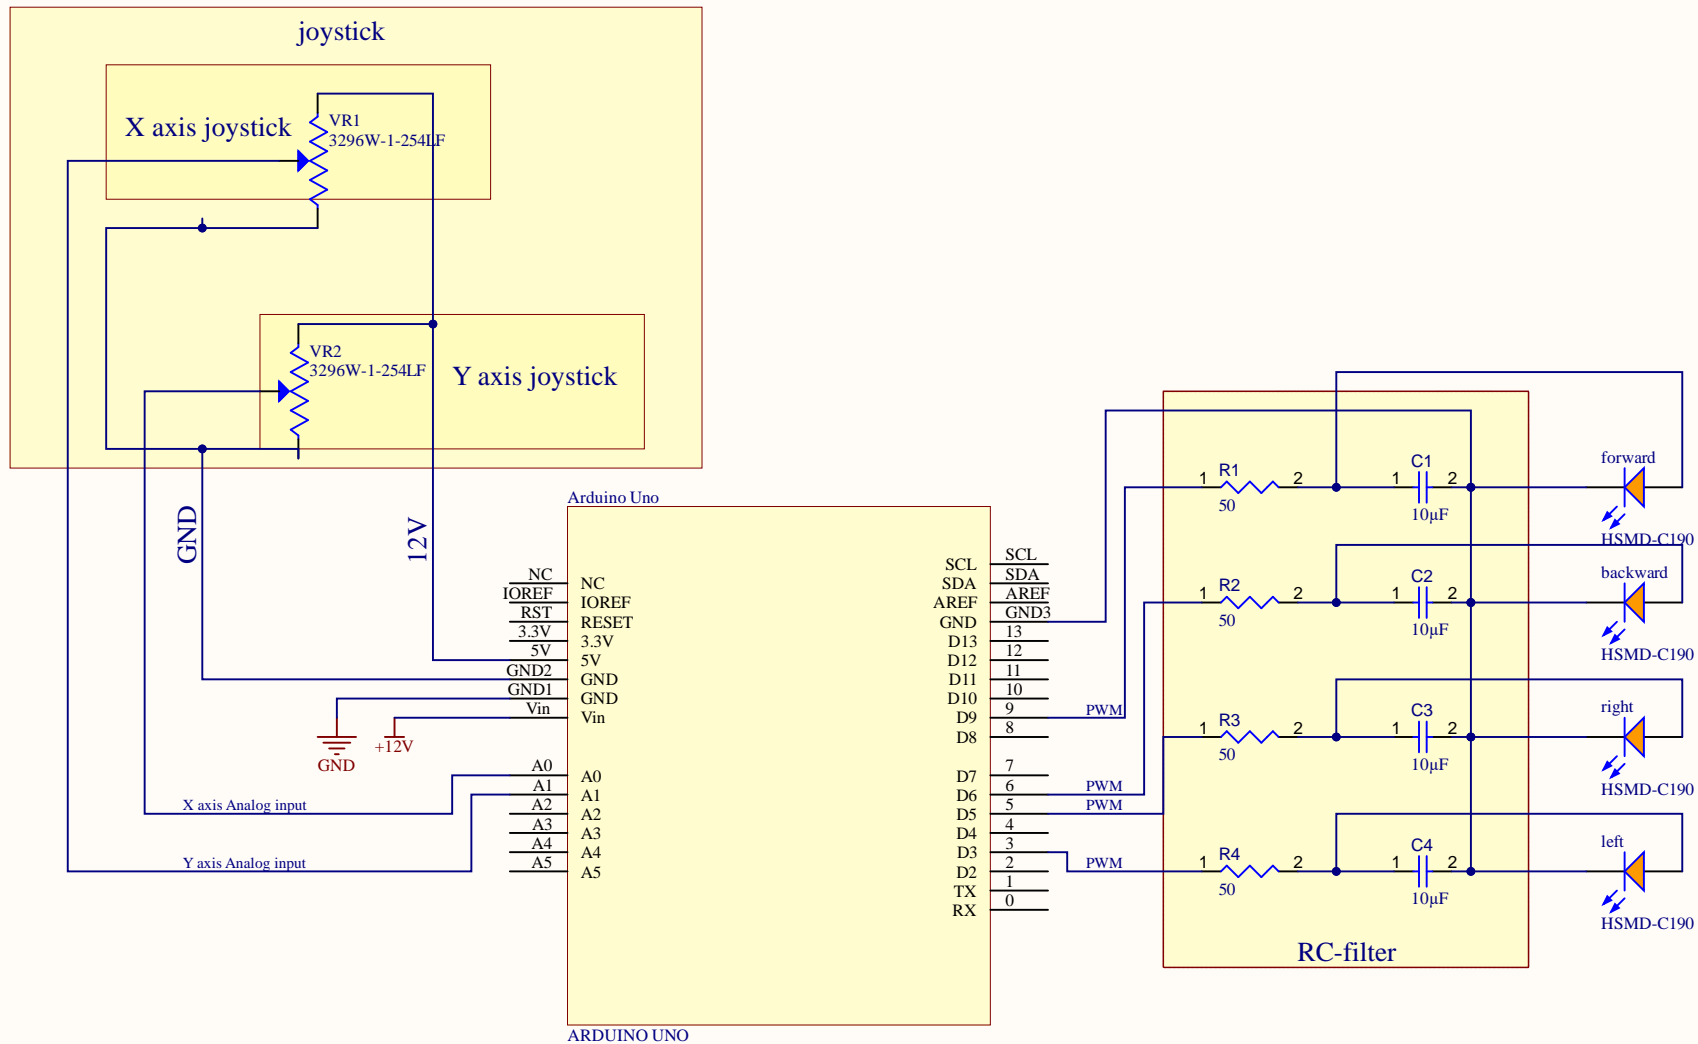 joystick
X axis joystick
VR1
3296W-1-254LF
VR2
3296W-1-254LF
Y axis joystick
GND
12V
Arduino Uno
NC
IOREF
RST
3.3V
5V
GND2
GND1
Vin
A0
A1
A2
A3
A4
A5
NC
IOREF
RESET
3.3V
5V
GND
GND
Vin
A0
A1
A2
A3
A4
A5
SCL
SDA
AREF
GND
D13
D12
D11
D10
D9
D8
D7
D6
D5
D4
D3
D2
TX
RX
SCL
SDA
AREF
GND3
13
12
11
10
9
8
7
6
5
4
3
2
1
0
GND
+12V
X axis Analog input
Y axis Analog input
ARDUINO UNO
PWM
PWM
PWM
PWM
1 R1 2
50
1 C1 2
10µF
forward
HSMD-C190
1 R2 2
50
1 C2 2
10µF
backward
HSMD-C190
1 R3 2
50
1 C3 2
10µF
right
HSMD-C190
1 R4 2
50
1 C4 2
10µF
left
HSMD-C190
RC-filter